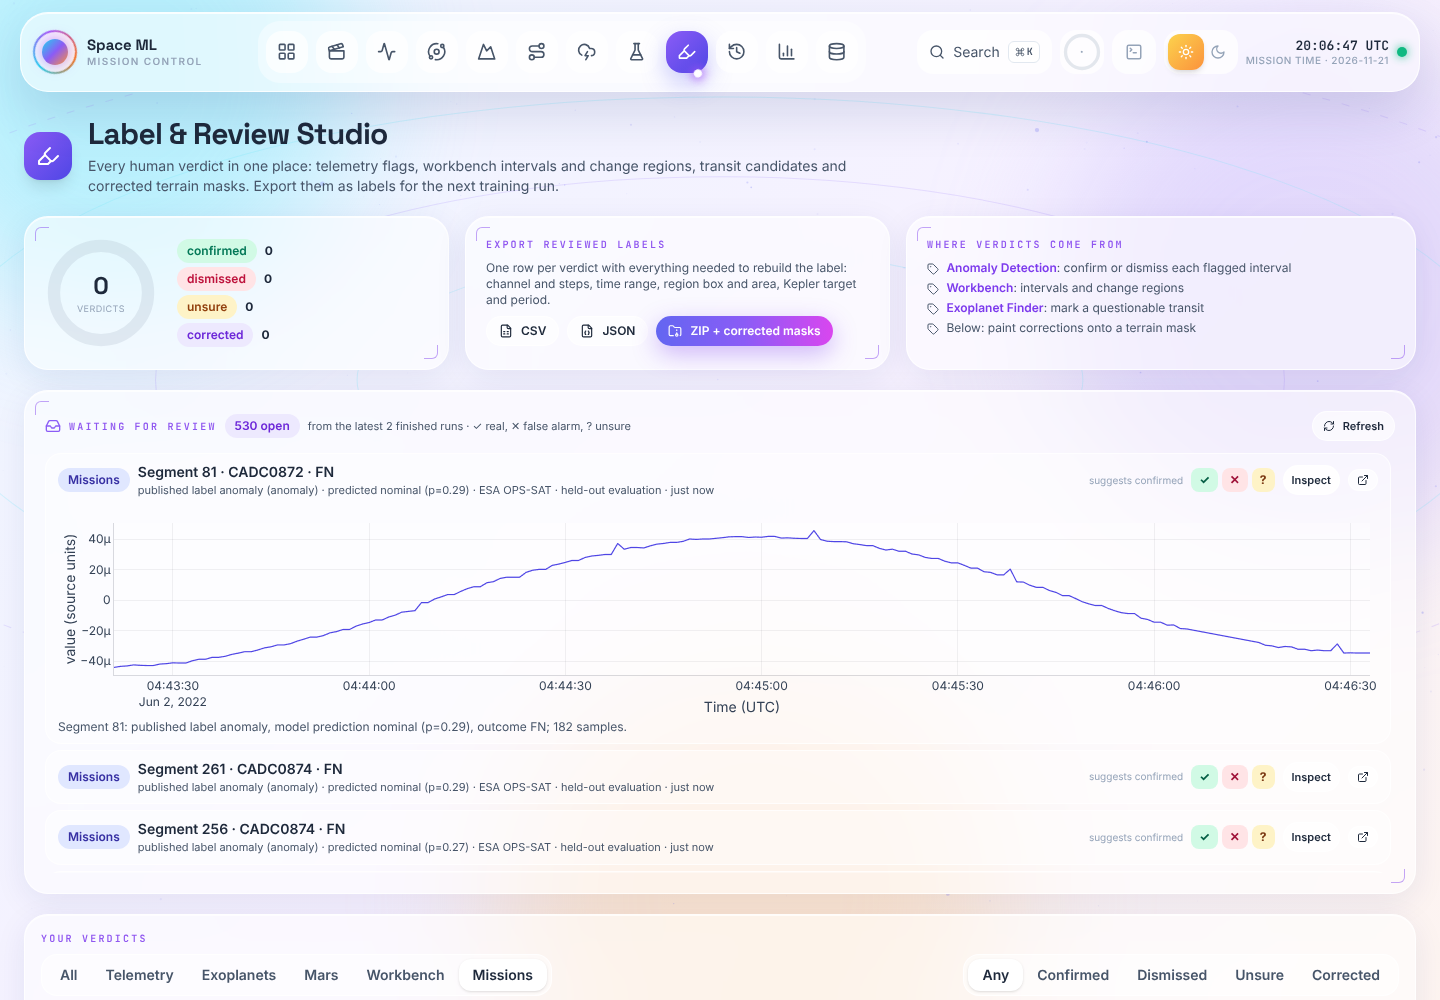 Space ML
MISSION CONTROL
Search ⌘K
20:06:47 UTC
MISSION TIME · 2026-11-21
Label & Review Studio
Every human verdict in one place: telemetry flags, workbench intervals and change regions, transit candidates and
corrected terrain masks. Export them as labels for the next training run.
0
VERDICTS
confirmed 0
dismissed 0
unsure 0
corrected 0
EXPORT REVIEWED LABELS
One row per verdict with everything needed to rebuild the label:
channel and steps, time range, region box and area, Kepler target
and period.
CSV JSON ZIP + corrected masks
WHERE VERDICTS COME FROM
Anomaly Detection: confirm or dismiss each flagged interval
Workbench: intervals and change regions
Exoplanet Finder: mark a questionable transit
Below: paint corrections onto a terrain mask
WAITING FOR REVIEW 530 open from the latest 2 finished runs · ✓ real, ✕ false alarm, ? unsure Refresh
Missions Segment 81 · CADC0872 · FN
published label anomaly (anomaly) · predicted nominal (p=0.29) · ESA OPS-SAT · held-out evaluation · just now
suggests confirmed ✓ ✕ ? Inspect
value (source units)
40µ
20µ
0
−20µ
−40µ
04:43:30 04:44:00 04:44:30 04:45:00 04:45:30 04:46:00 04:46:30
Jun 2, 2022
Time (UTC)
Segment 81: published label anomaly, model prediction nominal (p=0.29), outcome FN; 182 samples.
Missions Segment 261 · CADC0874 · FN
published label anomaly (anomaly) · predicted nominal (p=0.29) · ESA OPS-SAT · held-out evaluation · just now
suggests confirmed ✓ ✕ ? Inspect
Missions Segment 256 · CADC0874 · FN
published label anomaly (anomaly) · predicted nominal (p=0.27) · ESA OPS-SAT · held-out evaluation · just now
suggests confirmed ✓ ✕ ? Inspect
YOUR VERDICTS
All Telemetry Exoplanets Mars Workbench Missions
Any Confirmed Dismissed Unsure Corrected